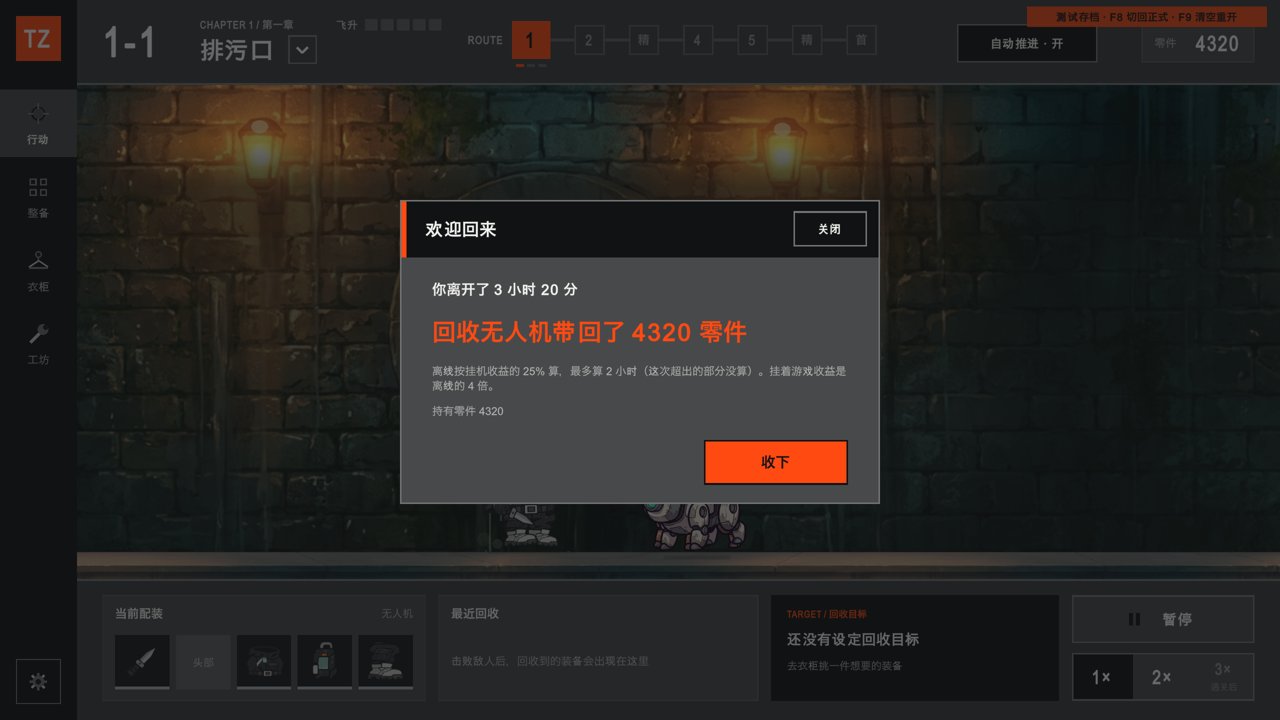 TZ
1-1
CHAPTER 1 / 第一章
排污口
飞升
ROUTE
1
2
精
4
5
精
首
测试存档 · F8 切回正式 · F9 清空重开
自动推进 · 开
零件 4320
行动
整备
衣柜
工坊
欢迎回来
关闭
你离开了 3 小时 20 分
回收无人机带回了 4320 零件
离线按挂机收益的 25% 算，最多算 2 小时（这次超出的部分没算）。挂着游戏收益是
离线的 4 倍。
持有零件 4320
收下
当前配装
无人机
头部
最近回收
击败敌人后，回收到的装备会出现在这里
TARGET / 回收目标
还没有设定回收目标
去衣柜挑一件想要的装备
暂停
1×
2×
3×
通关后